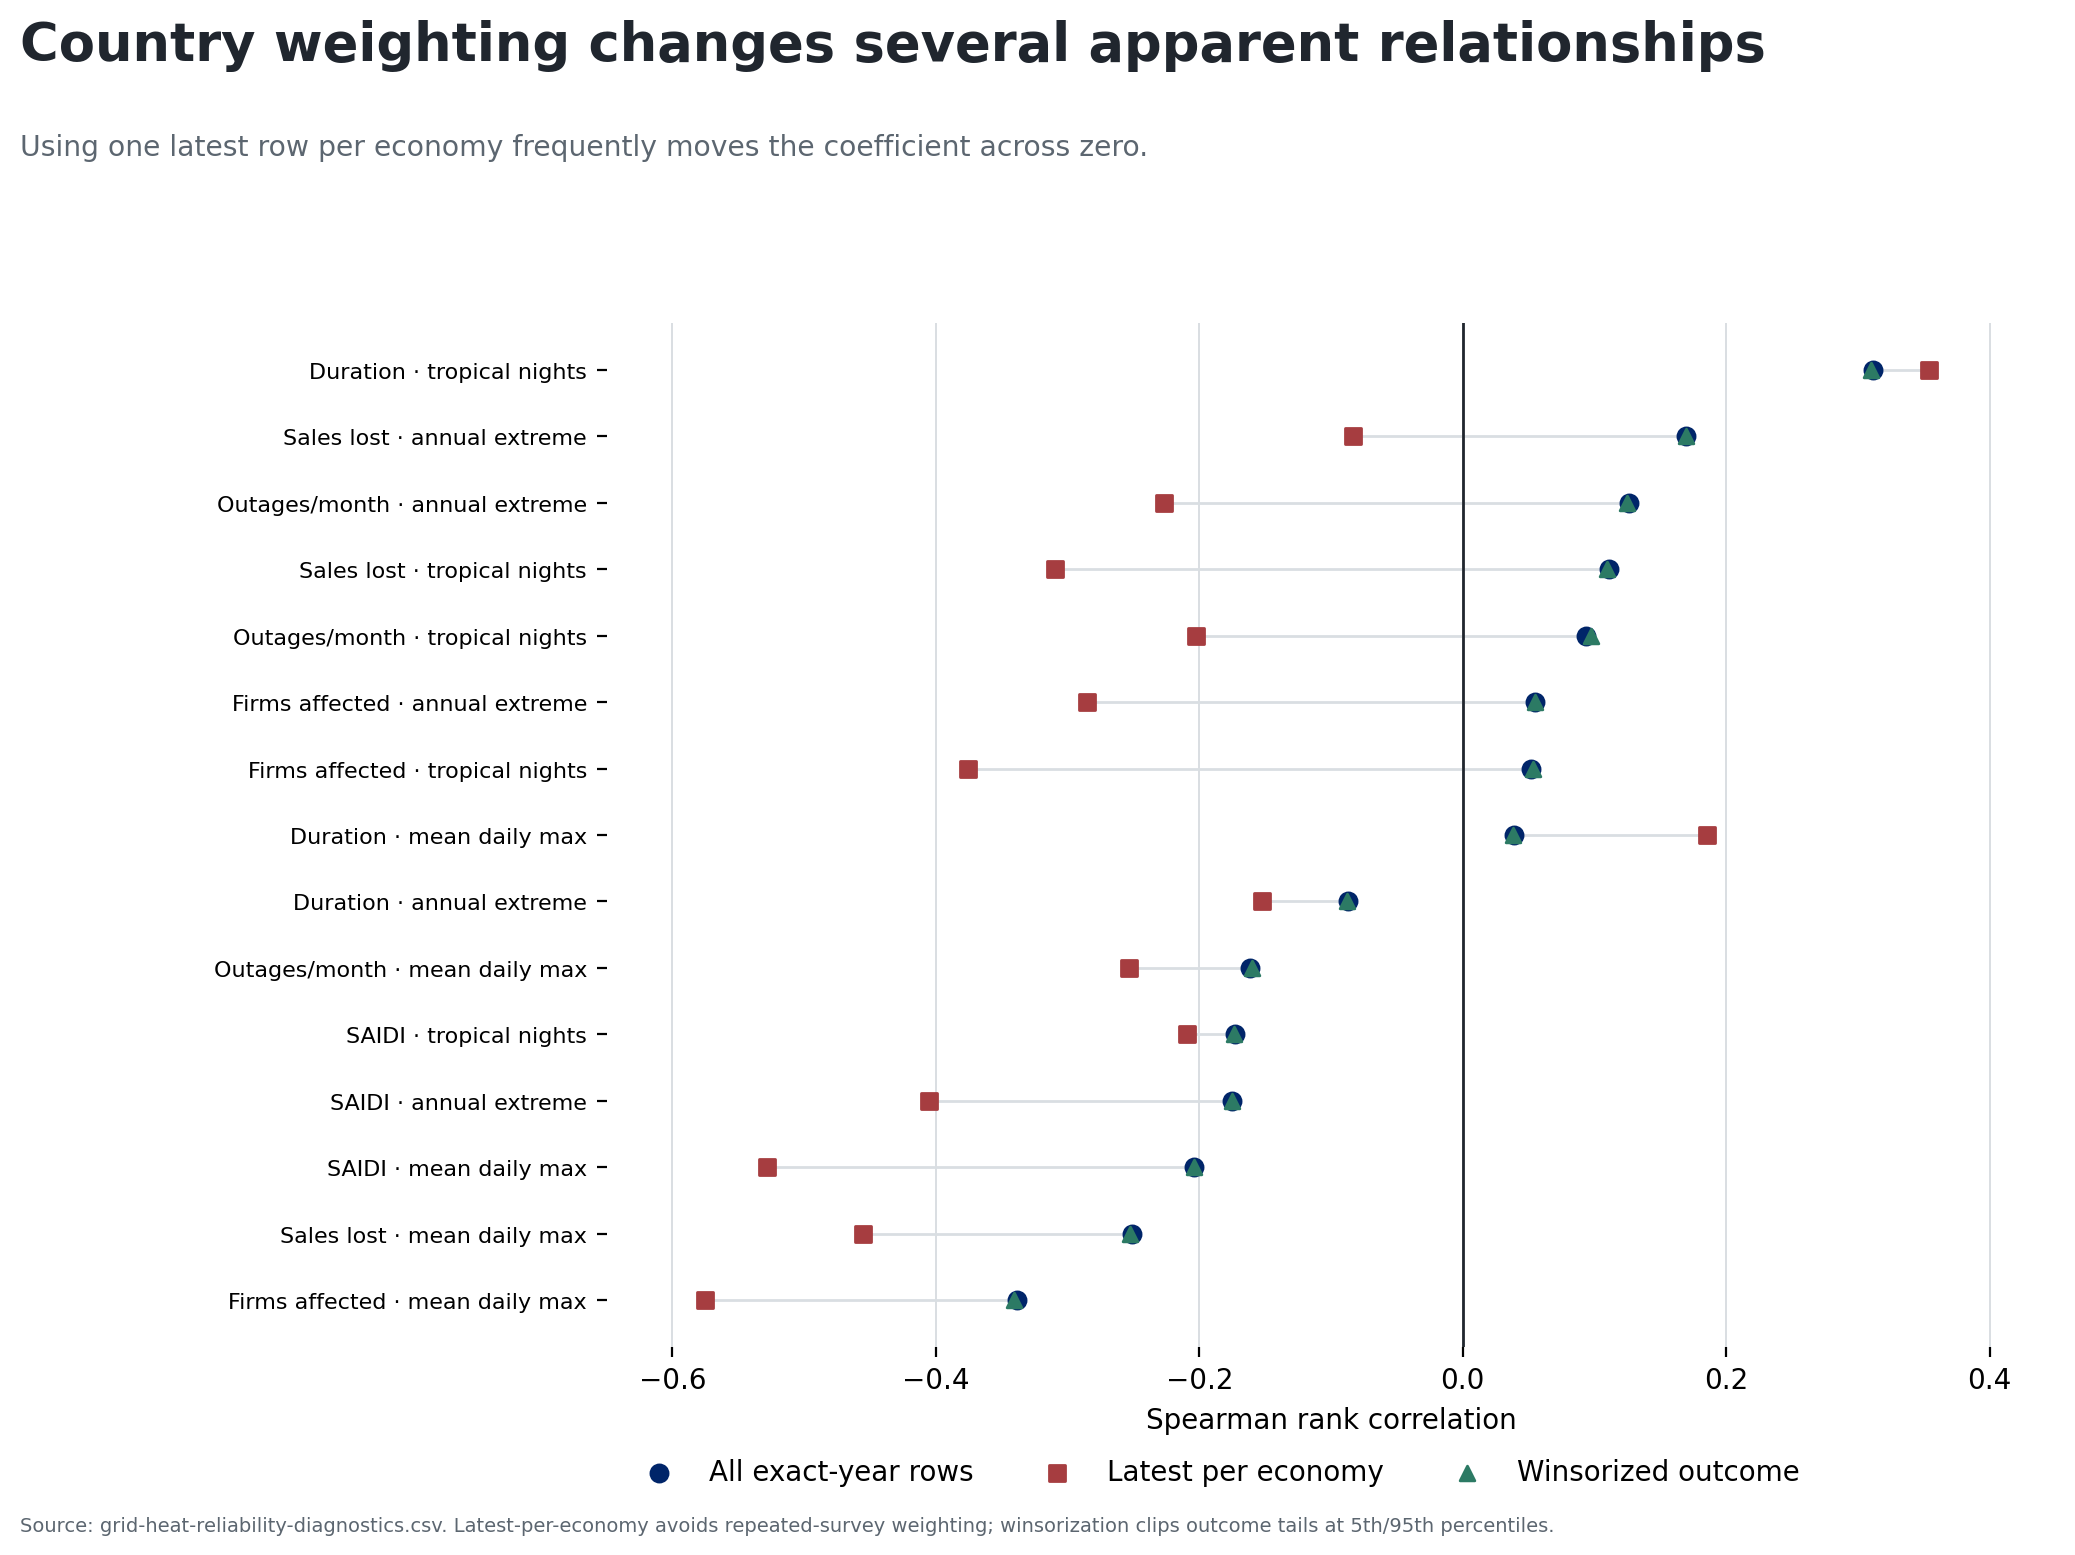 Country weighting changes several apparent relationships
Using one latest row per economy frequently moves the coefficient across zero.
Duration · tropical nights
Sales lost · annual extreme
Outages/month · annual extreme
Sales lost · tropical nights
Outages/month · tropical nights
Firms affected · annual extreme
Firms affected · tropical nights
Duration · mean daily max
Duration · annual extreme
Outages/month · mean daily max
SAIDI · tropical nights
SAIDI · annual extreme
SAIDI · mean daily max
Sales lost · mean daily max
Firms affected · mean daily max
−0.6 −0.4 −0.2 0.0 0.2 0.4
Spearman rank correlation
All exact-year rows Latest per economy Winsorized outcome
Source: grid-heat-reliability-diagnostics.csv. Latest-per-economy avoids repeated-survey weighting; winsorization clips outcome tails at 5th/95th percentiles.